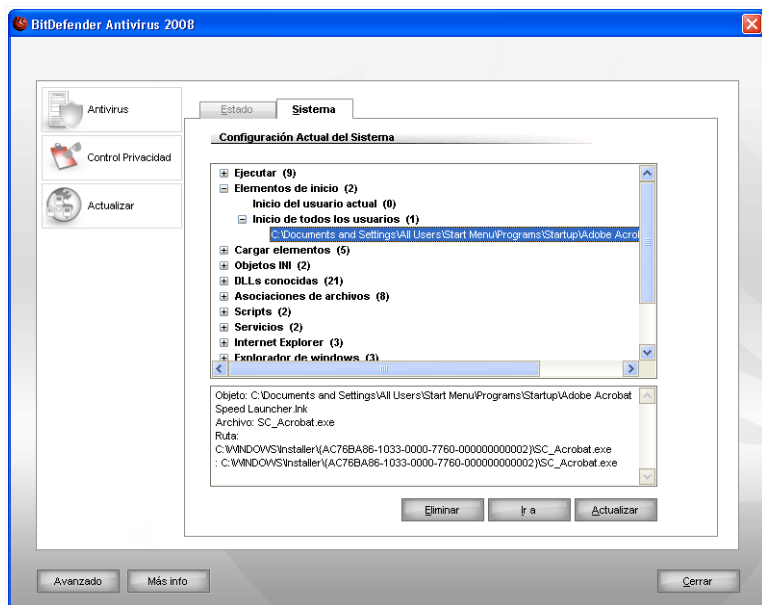 BitDefender Antivirus 2008
Antivirus
Control Privacidad
Actualizar
Estado
Sistema
Configuración Actual del Sistema
Ejecutar (9)
Elementos de inicio (2)
Inicio del usuario actual (0)
Inicio de todos los usuarios (1)
C:\Documents and Settings\All Users\Start Menu\Programs\Startup\Adobe Acrol
Cargar elementos (5)
Objetos INI (2)
DLLs conocidas (21)
Asociaciones de archivos (8)
Scripts (2)
Servicios (2)
Internet Explorer (3)
Explorador de windows (3)
Objeto: C:\Documents and Settings\All Users\Start Menu\Programs\Startup\Adobe Acrobat
Speed Launcher.lnk
Archivo: SC_Acrobat.exe
Ruta:
C:\WINDOWS\Installer\{AC76BA86-1033-0000-7760-000000000002}\SC_Acrobat.exe
: C:\WINDOWS\Installer\{AC76BA86-1033-0000-7760-000000000002}\SC_Acrobat.exe
Eliminar
Ir a
Actualizar
Avanzado
Más info
Cerrar